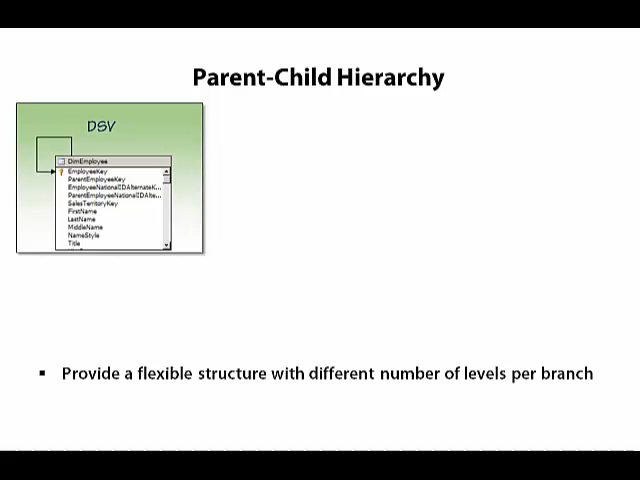 Parent-Child Hierarchy
DSV
DimEmployee
EmployeeKey
ParentEmployeeKey
EmployeeNationalIDAlternateK...
ParentEmployeeNationalIDAlte...
SalesTerritoryKey
FirstName
LastName
MiddleName
NameStyle
Title
▪ Provide a flexible structure with different number of levels per branch